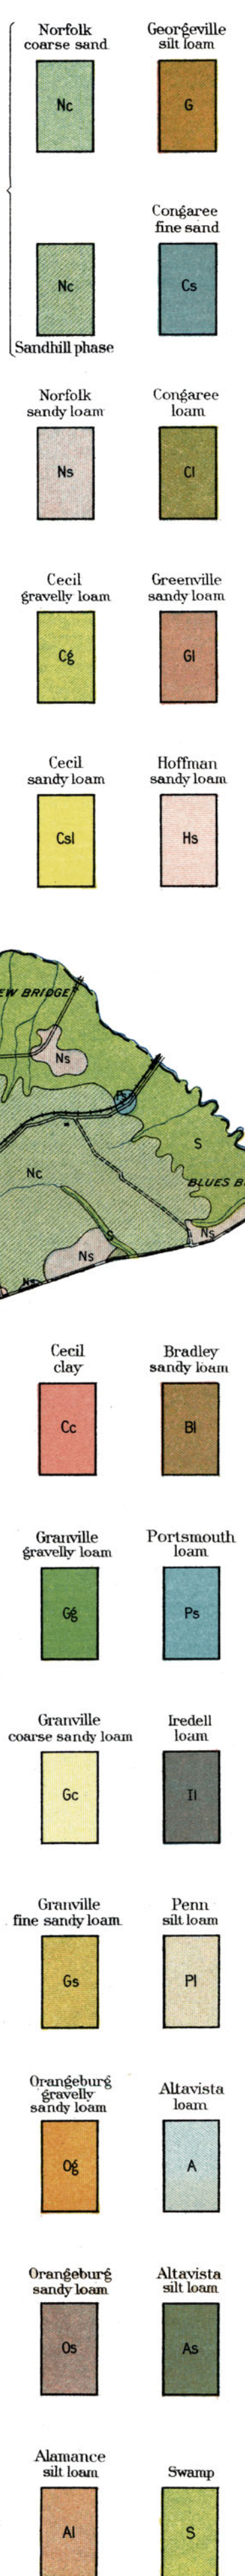 Norfolk
coarse sand
Nc
Georgeville
silt loam
G
Nc
Sandhill phase
Congaree
fine sand
Cs
Norfolk
sandy loam
Ns
Congaree
loam
Cl
Cecil
gravelly loam
Cg
Greenville
sandy loam
Gl
Cecil
sandy loam
Csl
Hoffman
sandy loam
Hs
EW BRIDGE
Ns
Ps
S
Nc
BLUES B
S
Ns
Ns
Ns
Cecil
clay
Cc
Bradley
sandy loam
Bl
Granville
gravelly loam
Gg
Portsmouth
loam
Ps
Granville
coarse sandy loam
Gc
Iredell
loam
Il
Granville
fine sandy loam
Gs
Penn
silt loam
Pl
Orangeburg
gravelly
sandy loam
Og
Altavista
loam
A
Orangeburg
sandy loam
Os
Altavista
silt loam
As
Alamance
silt loam
Al
Swamp
S